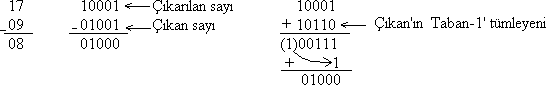 17 10001 Çıkarılan sayı 10001
-09 -01001 Çıkan sayı + 10110 Çıkan'ın Taban-1' tümleyeni
08 01000 (1)00111
+ 1
01000